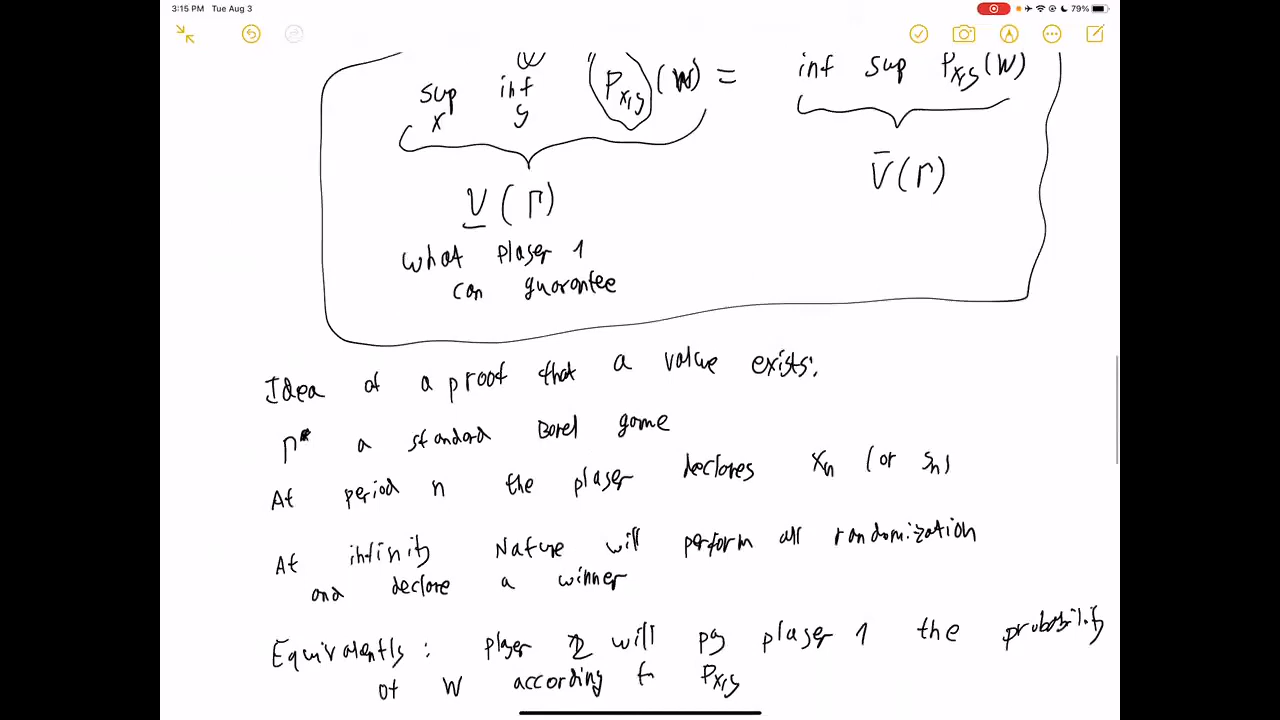 3:15 PM Tue Aug 3
79%
sup inf (P_{x,y}(W) = inf sup P_{x,y}(W)
x y
V(Γ) V̄(Γ)
what player 1
can guarantee
Idea of a proof that a value exists:
Γ* a standard Borel game
At period n the player declares x_n (or y_n)
At infinity Nature will perform all randomization
and declare a winner
Equivalently: player 2 will pay player 1 the probability
of W according to P_{x,y}